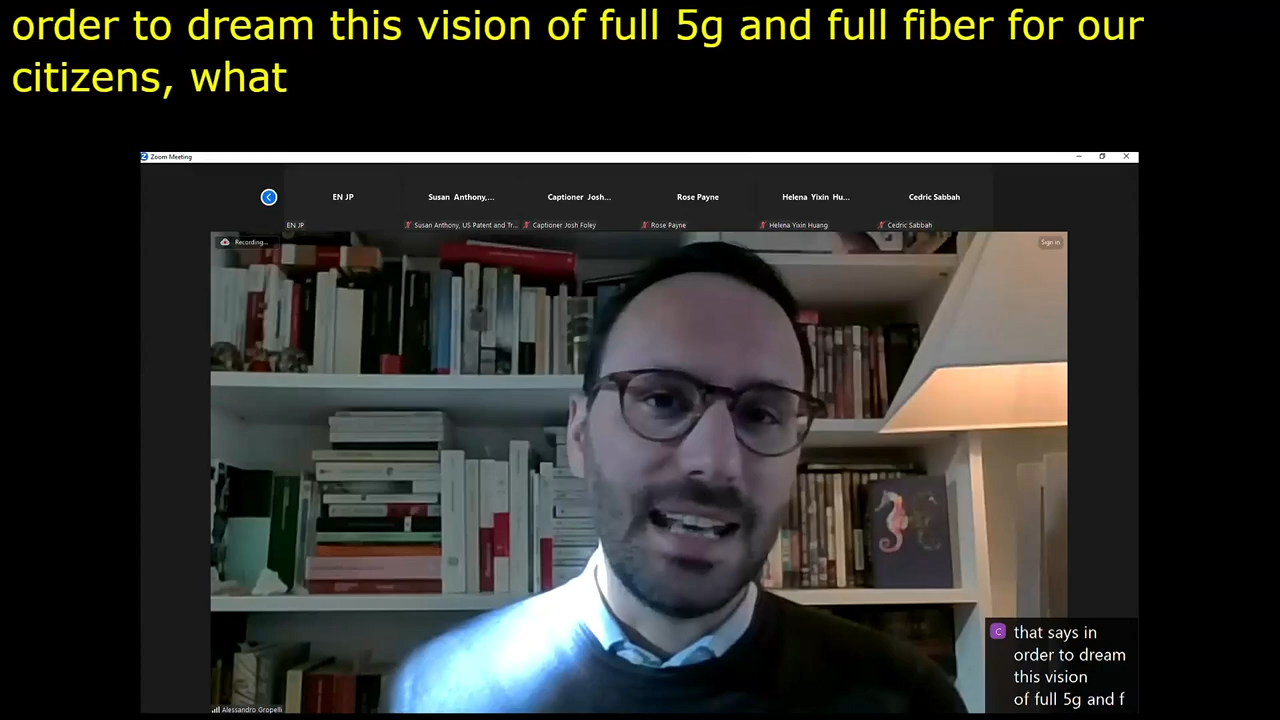 order to dream this vision of full 5g and full fiber for our
citizens, what
Zoom Meeting
EN JP
Susan Anthony,...
Captioner Josh...
Rose Payne
Helena Yixin Hu...
Cedric Sabbah
EN JP
Susan Anthony, US Patent and Tr...
Captioner Josh Foley
Rose Payne
Helena Yixin Huang
Cedric Sabbah
Recording...
Sign in
C
that says in
order to dream
this vision
of full 5g and f
Alessandro Gropelli